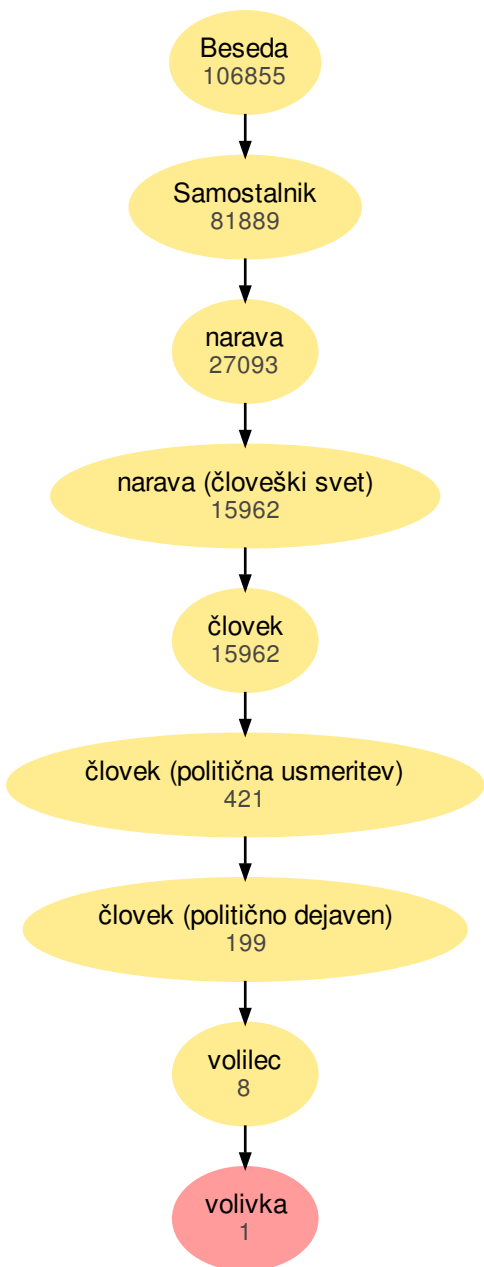 Beseda
106855
Samostalnik
81889
narava
27093
narava (človeški svet)
15962
človek
15962
človek (politična usmeritev)
421
človek (politično dejaven)
199
volilec
8
volivka
1